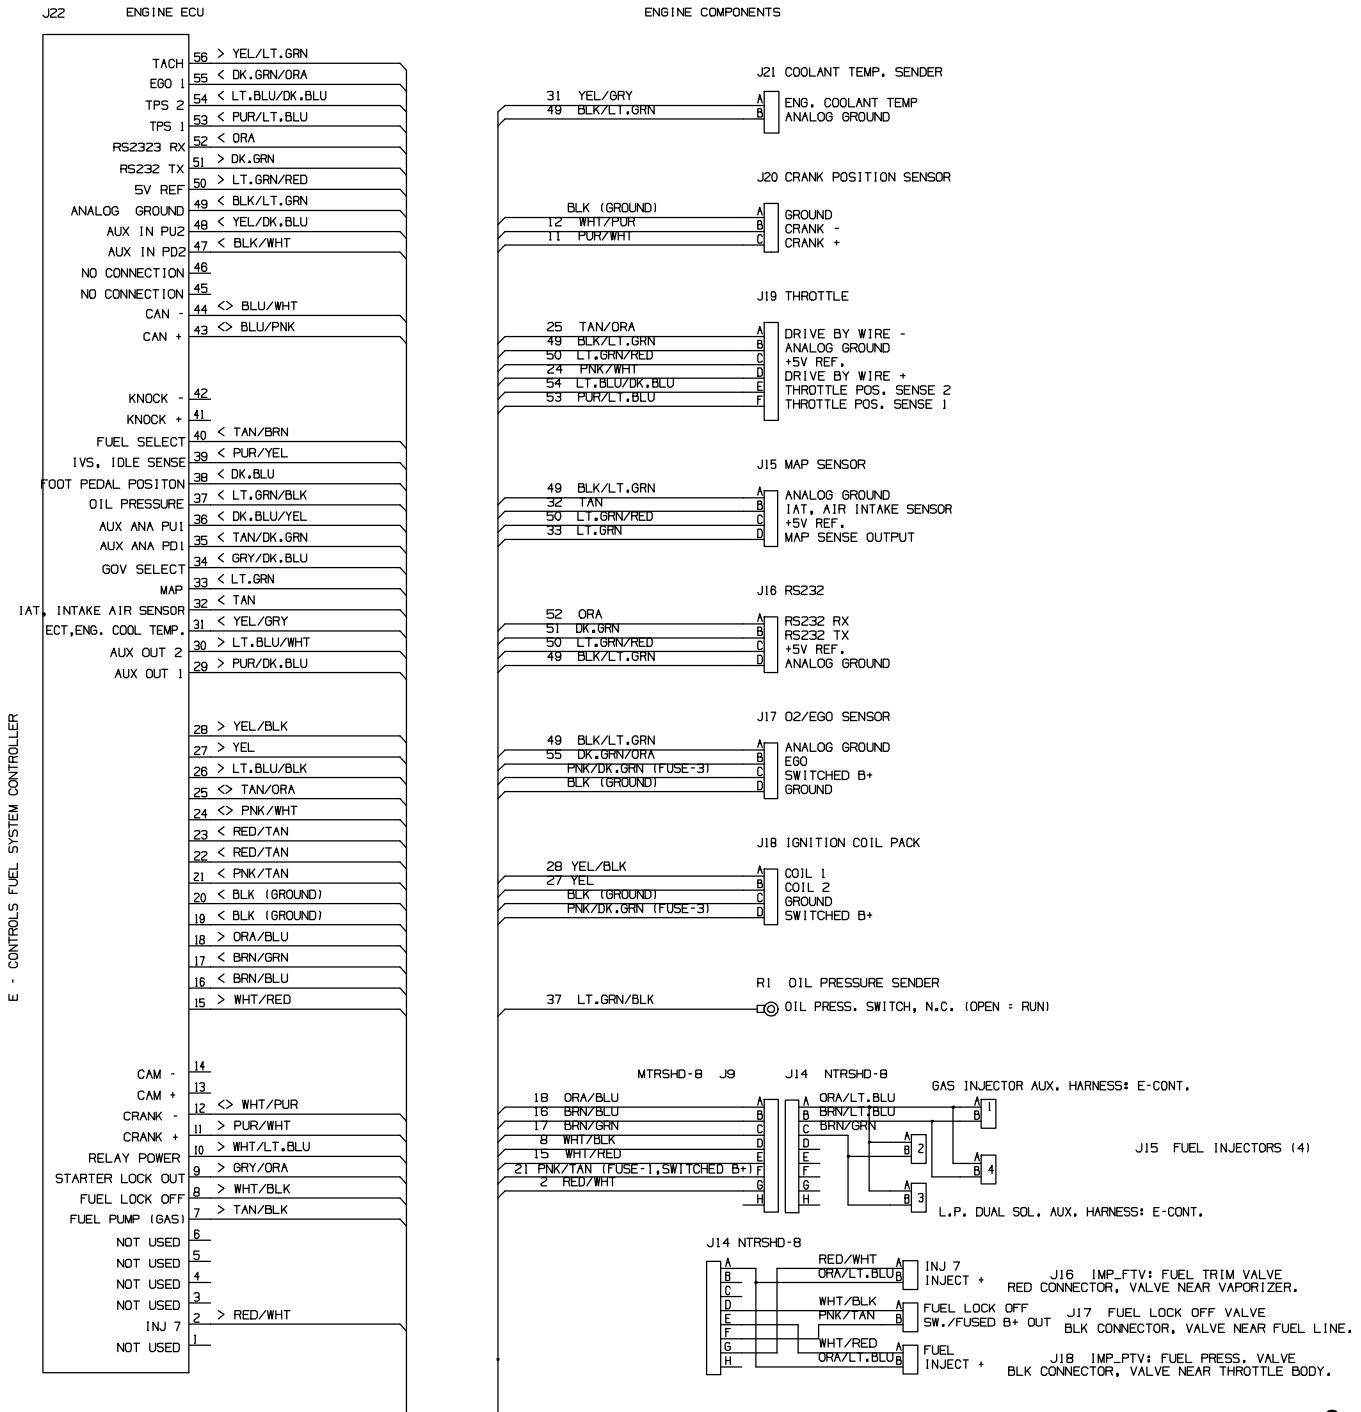 J22 ENGINE ECU
ENGINE COMPONENTS
E - CONTROLS FUEL SYSTEM CONTROLLER
TACH 56 > YEL/LT.GRN
EGO 1 55 < DK.GRN/ORA
TPS 2 54 < LT.BLU/DK.BLU
TPS 1 53 < PUR/LT.BLU
RS2323 RX 52 < ORA
RS232 TX 51 > DK.GRN
5V REF 50 > LT.GRN/RED
ANALOG GROUND 49 < BLK/LT.GRN
AUX IN PU2 48 < YEL/DK.BLU
AUX IN PD2 47 < BLK/WHT
NO CONNECTION 46
NO CONNECTION 45
CAN - 44 <> BLU/WHT
CAN + 43 <> BLU/PNK
KNOCK - 42
KNOCK + 41
FUEL SELECT 40 < TAN/BRN
IVS, IDLE SENSE 39 < PUR/YEL
FOOT PEDAL POSITON 38 < DK.BLU
OIL PRESSURE 37 < LT.GRN/BLK
AUX ANA PU1 36 < DK.BLU/YEL
AUX ANA PD1 35 < TAN/DK.GRN
GOV SELECT 34 < GRY/DK.BLU
MAP 33 < LT.GRN
IAT, INTAKE AIR SENSOR 32 < TAN
ECT,ENG. COOL TEMP. 31 < YEL/GRY
AUX OUT 2 30 > LT.BLU/WHT
AUX OUT 1 29 > PUR/DK.BLU
28 > YEL/BLK
27 > YEL
26 > LT.BLU/BLK
25 <> TAN/ORA
24 <> PNK/WHT
23 < RED/TAN
22 < RED/TAN
21 < PNK/TAN
20 < BLK (GROUND)
19 < BLK (GROUND)
18 > ORA/BLU
17 < BRN/GRN
16 < BRN/BLU
15 > WHT/RED
CAM - 14
CAM + 13
CRANK - 12 <> WHT/PUR
CRANK + 11 > PUR/WHT
RELAY POWER 10 > WHT/LT.BLU
STARTER LOCK OUT 9 > GRY/ORA
FUEL LOCK OFF 8 > WHT/BLK
FUEL PUMP (GAS) 7 > TAN/BLK
NOT USED 6
NOT USED 5
NOT USED 4
NOT USED 3
INJ 7 2 > RED/WHT
NOT USED 1
J21 COOLANT TEMP. SENDER
31 YEL/GRY A ENG. COOLANT TEMP
49 BLK/LT.GRN B ANALOG GROUND
J20 CRANK POSITION SENSOR
BLK (GROUND) A GROUND
12 WHT/PUR B CRANK -
11 PUR/WHT C CRANK +
J19 THROTTLE
25 TAN/ORA A DRIVE BY WIRE -
49 BLK/LT.GRN B ANALOG GROUND
50 LT.GRN/RED C +5V REF.
24 PNK/WHT D DRIVE BY WIRE +
54 LT.BLU/DK.BLU E THROTTLE POS. SENSE 2
53 PUR/LT.BLU F THROTTLE POS. SENSE 1
J15 MAP SENSOR
49 BLK/LT.GRN A ANALOG GROUND
32 TAN B IAT, AIR INTAKE SENSOR
50 LT.GRN/RED C +5V REF.
33 LT.GRN D MAP SENSE OUTPUT
J16 RS232
52 ORA A RS232 RX
51 DK.GRN B RS232 TX
50 LT.GRN/RED C +5V REF.
49 BLK/LT.GRN D ANALOG GROUND
J17 O2/EGO SENSOR
49 BLK/LT.GRN A ANALOG GROUND
55 DK.GRN/ORA B EGO
PNK/DK.GRN (FUSE-3) C SWITCHED B+
BLK (GROUND) D GROUND
J18 IGNITION COIL PACK
28 YEL/BLK A COIL 1
27 YEL B COIL 2
BLK (GROUND) C GROUND
PNK/DK.GRN (FUSE-3) D SWITCHED B+
R1 OIL PRESSURE SENDER
37 LT.GRN/BLK OIL PRESS. SWITCH, N.C. (OPEN = RUN)
MTRSHD-8 J9 J14 NTRSHD-8
GAS INJECTOR AUX. HARNESS: E-CONT.
18 ORA/BLU A A ORA/LT.BLU A 1
16 BRN/BLU B B BRN/LT.BLU B
17 BRN/GRN C C BRN/GRN
8 WHT/BLK D D A 2
15 WHT/RED E E B
J15 FUEL INJECTORS (4)
21 PNK/TAN (FUSE-1,SWITCHED B+) F F A 4
B
2 RED/WHT G G A 3
H H B
L.P. DUAL SOL. AUX. HARNESS: E-CONT.
J14 NTRSHD-8
A
B
C
D
E
F
G
H
RED/WHT A INJ 7
ORA/LT.BLU B INJECT +
J16 IMP_FTV: FUEL TRIM VALVE
RED CONNECTOR, VALVE NEAR VAPORIZER.
WHT/BLK A FUEL LOCK OFF
PNK/TAN B SW./FUSED B+ OUT
J17 FUEL LOCK OFF VALVE
BLK CONNECTOR, VALVE NEAR FUEL LINE.
WHT/RED A FUEL
ORA/LT.BLU B INJECT +
J18 IMP_PTV: FUEL PRESS. VALVE
BLK CONNECTOR, VALVE NEAR THROTTLE BODY.